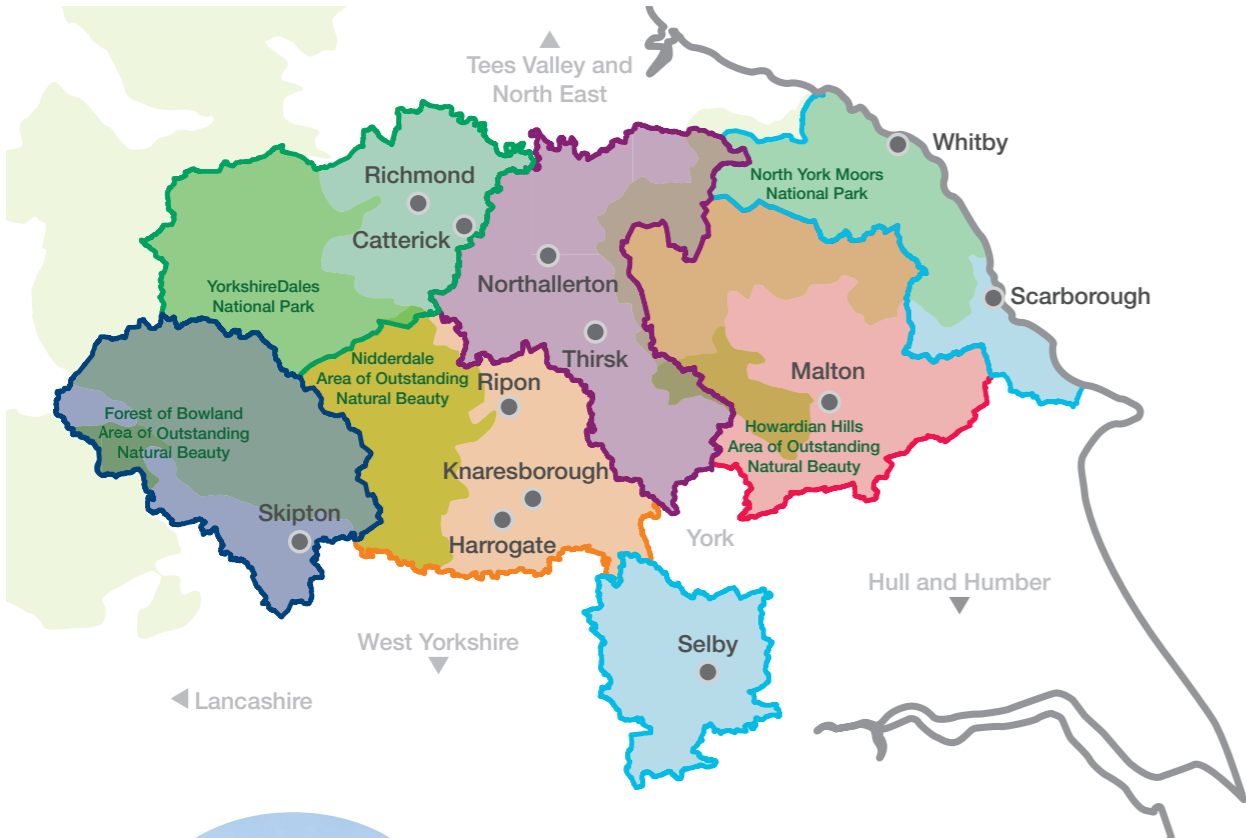 Tees Valley and
North East
Whitby
Richmond
North York Moors
National Park
Catterick
Northallerton
YorkshireDales
National Park
Scarborough
Thirsk
Nidderdale
Area of Outstanding
Natural Beauty
Ripon
Malton
Forest of Bowland
Area of Outstanding
Natural Beauty
Howardian Hills
Area of Outstanding
Natural Beauty
Knaresborough
Skipton
Harrogate
York
Hull and Humber
West Yorkshire
Selby
Lancashire